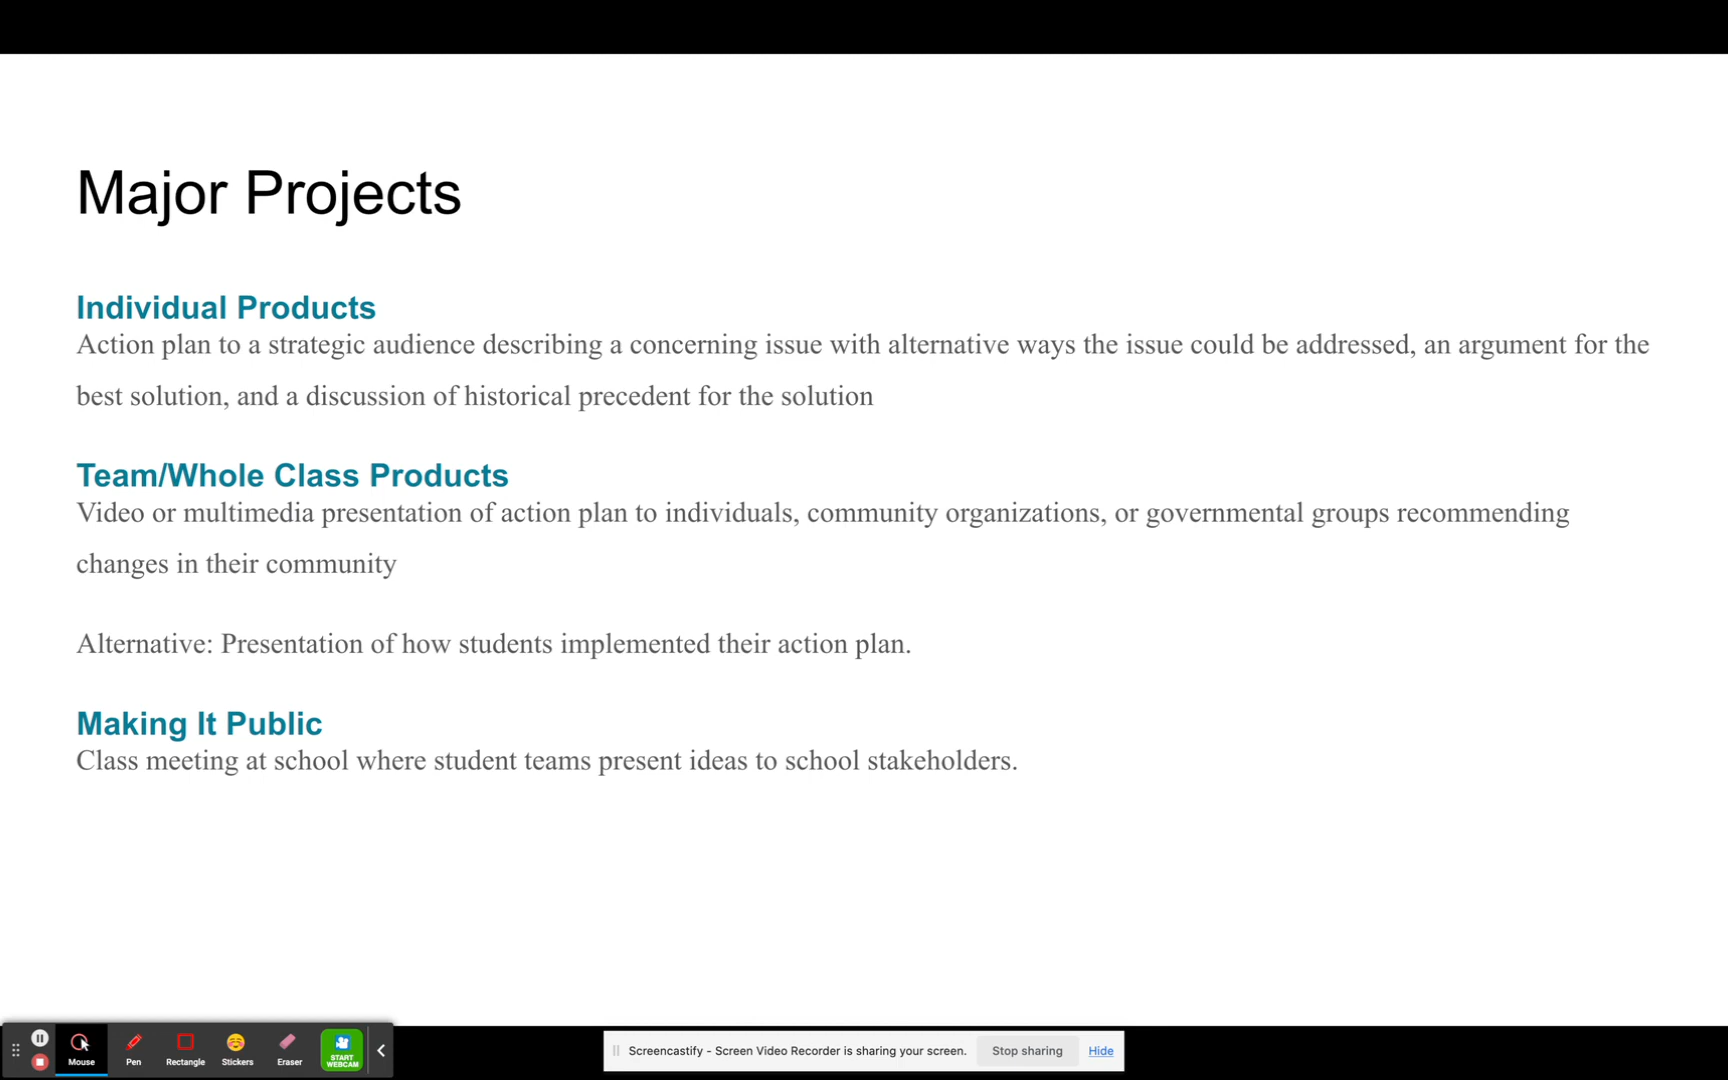 Major Projects
Individual Products
Action plan to a strategic audience describing a concerning issue with alternative ways the issue could be addressed, an argument for the
best solution, and a discussion of historical precedent for the solution
Team/Whole Class Products
Video or multimedia presentation of action plan to individuals, community organizations, or governmental groups recommending
changes in their community
Alternative: Presentation of how students implemented their action plan.
Making It Public
Class meeting at school where student teams present ideas to school stakeholders.
Mouse Pen Rectangle Stickers Eraser START WEBCAM
Screencastify - Screen Video Recorder is sharing your screen. Stop sharing Hide